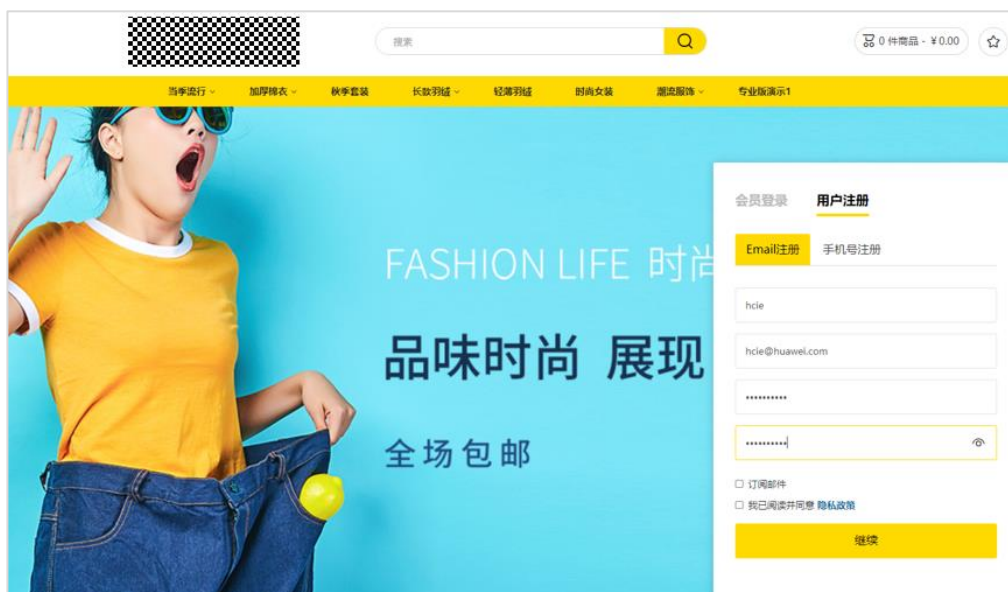 搜索
0 件商品 - ¥0.00
当季流行 加厚棉衣 秋季套装 长款羽绒 轻薄羽绒 时尚女装 潮流服饰 专业版演示1
会员登录 用户注册
Email注册 手机号注册
FASHION LIFE 时尚
hcie
品味时尚 展现
hcie@huawei.com
••••••••••
••••••••••
全场包邮
订阅邮件
我已阅读并同意 隐私政策
继续